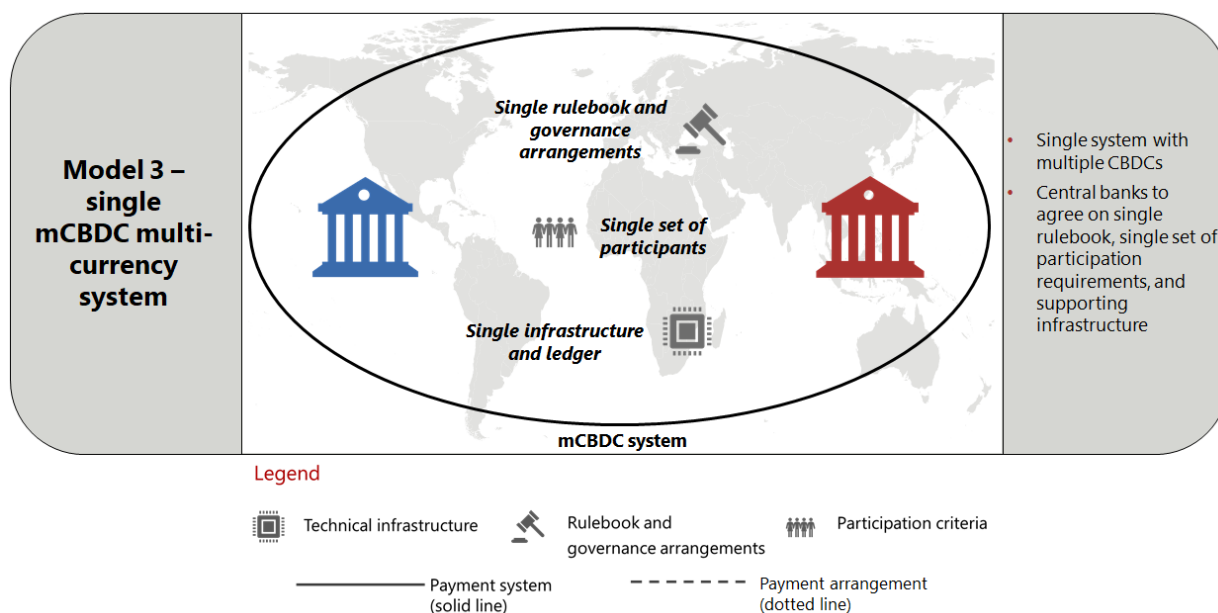 Model 3 –
single
mCBDC multi-
currency
system
Single rulebook and
governance
arrangements
Single set of
participants
Single infrastructure
and ledger
mCBDC system
• Single system with
multiple CBDCs
• Central banks to
agree on single
rulebook, single set of
participation
requirements, and
supporting
infrastructure
Legend
Technical infrastructure
Rulebook and
governance arrangements
Participation criteria
Payment system
(solid line)
Payment arrangement
(dotted line)